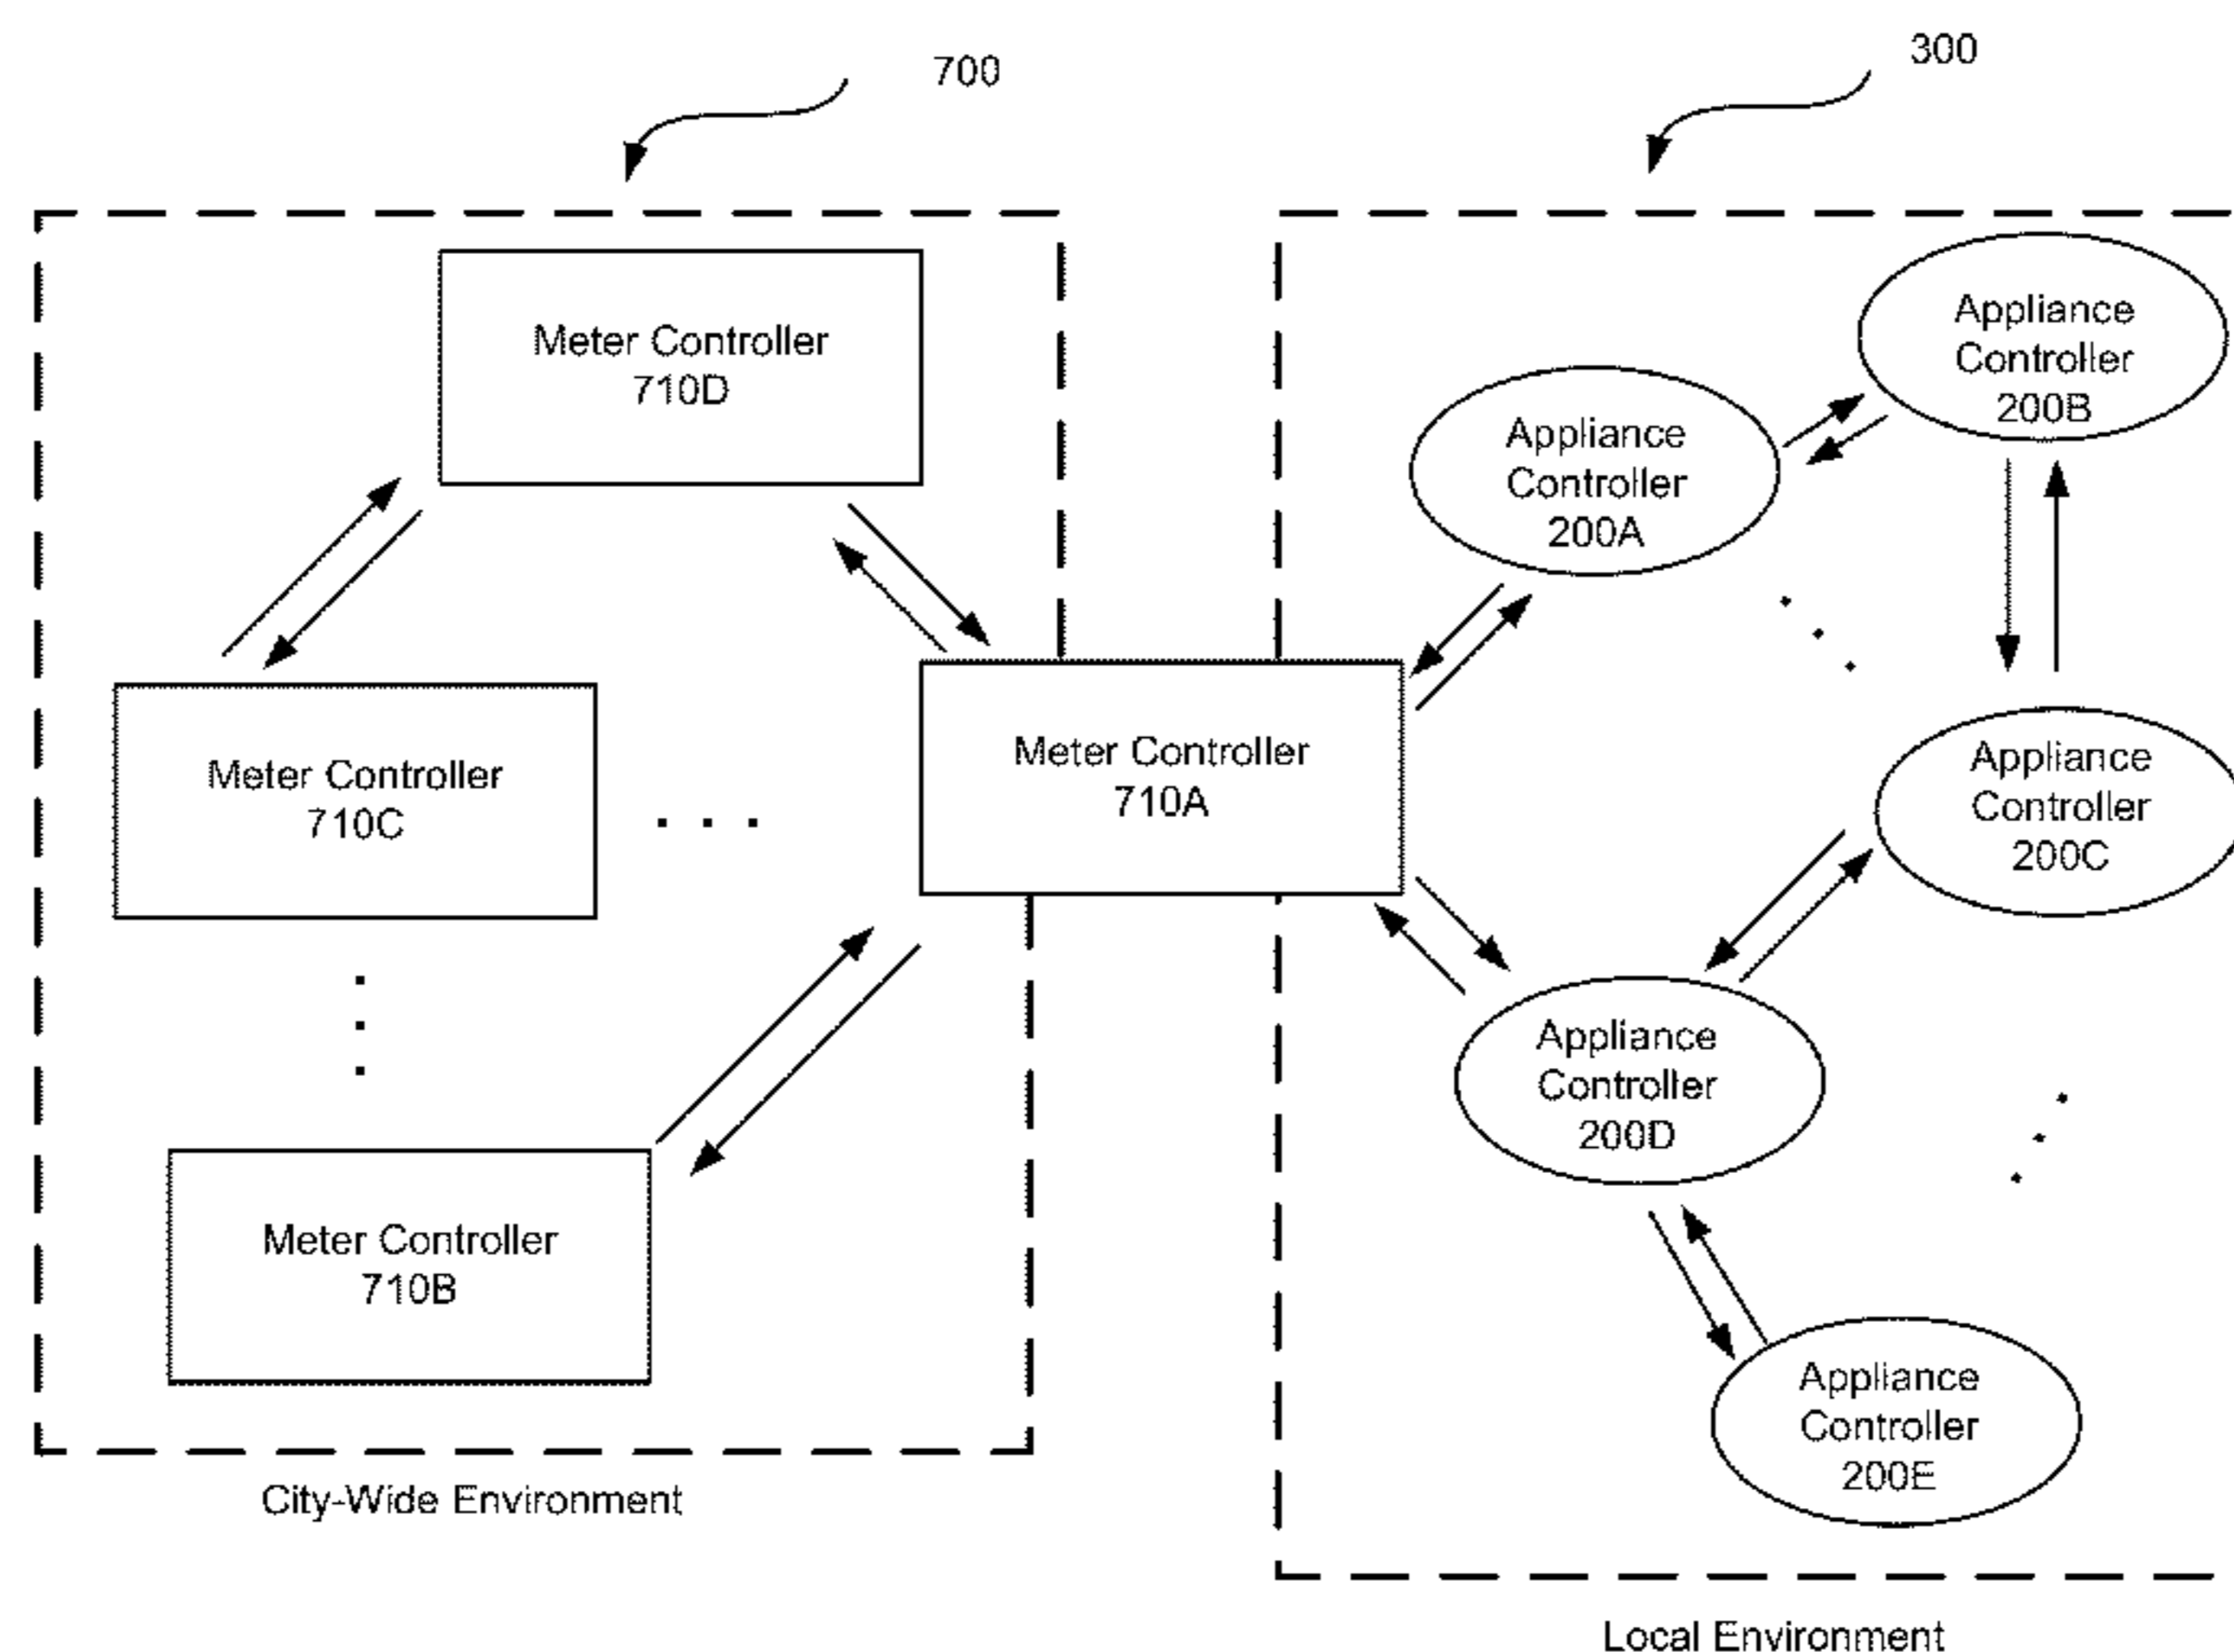 700
300
Meter Controller
710D
Appliance
Controller
200B
Appliance
Controller
200A
Meter Controller
710C
Meter Controller
710A
Appliance
Controller
200C
Appliance
Controller
200D
Meter Controller
710B
Appliance
Controller
200E
City-Wide Environment
Local Environment